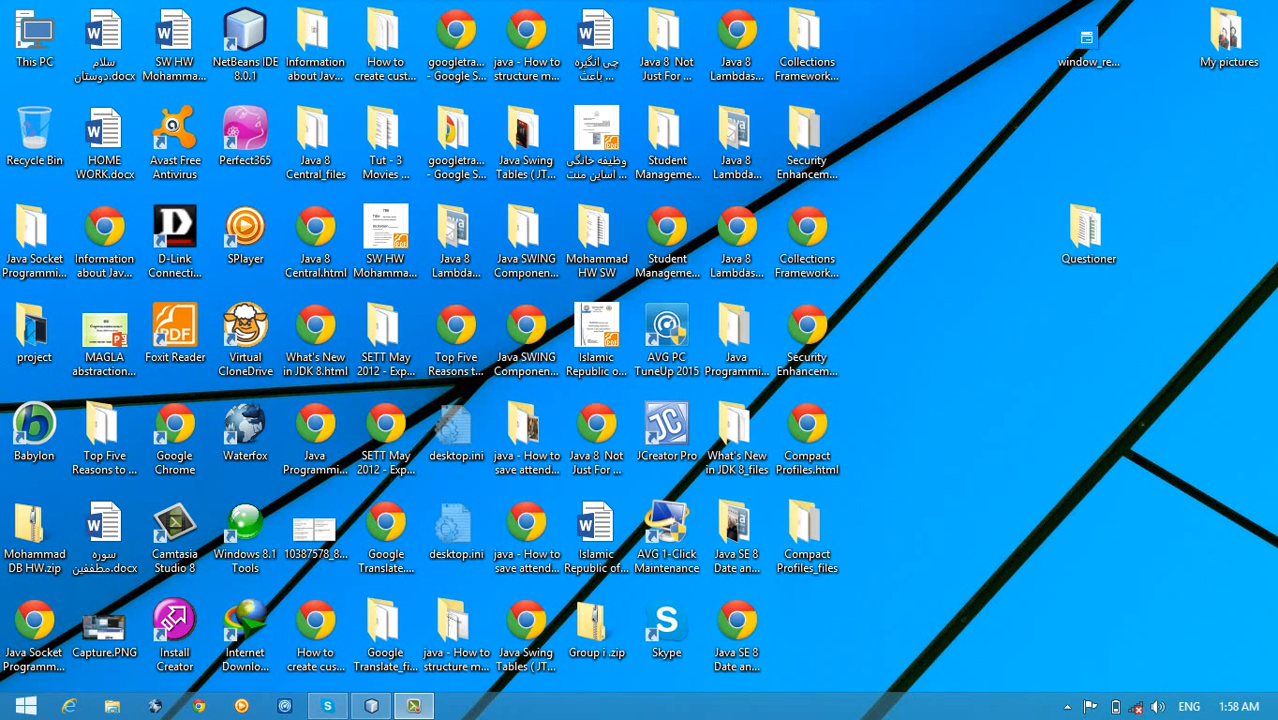 This PC
سلام
دوستان.docx
SW HW
Mohamma...
NetBeans IDE
8.0.1
Information
about Jav...
How to
create cust...
googletra...
- Google S...
java - How to
structure m...
چی انگیزه
باعث ...
Java 8 Not
Just For ...
Java 8
Lambdas...
Collections
Framework...
window_re...
My pictures
Recycle Bin
HOME
WORK.docx
Avast Free
Antivirus
Perfect365
Java 8
Central_files
Tut - 3
Movies ...
googletra...
- Google S...
Java Swing
Tables ( JT...
وظیفه خانگی
اساین منت ...
Student
Manageme...
Java 8
Lambda...
Security
Enhancem...
Java Socket
Programmi...
Information
about Jav...
D-Link
Connecti...
SPlayer
Java 8
Central.html
SW HW
Mohamma...
Java 8
Lambda...
Java SWING
Componen...
Mohammad
HW SW
Student
Manageme...
Java 8
Lambdas...
Collections
Framework...
Questioner
project
MAGLA
abstraction...
Foxit Reader
Virtual
CloneDrive
What's New
in JDK 8.html
SETT May
2012 - Exp...
Top Five
Reasons t...
Java SWING
Componen...
Islamic
Republic o...
AVG PC
TuneUp 2015
Java
Programmi...
Security
Enhancem...
Babylon
Top Five
Reasons to ...
Google
Chrome
Waterfox
Java
Programmi...
SETT May
2012 - Exp...
desktop.ini
java - How to
save attend...
Java 8 Not
Just For ...
JCreator Pro
What's New
in JDK 8_files
Compact
Profiles.html
Mohammad
DB HW.zip
سوره
مطففین.docx
Camtasia
Studio 8
Windows 8.1
Tools
10387578_8...
Google
Translate....
desktop.ini
java - How to
save attend...
Islamic
Republic of...
AVG 1-Click
Maintenance
Java SE 8
Date an...
Compact
Profiles_files
Java Socket
Programm...
Capture.PNG
Install
Creator
Internet
Downlo...
How to
create cus...
Google
Translate_fi...
java - How to
structure m...
Java Swing
Tables ( JT...
Group i .zip
Skype
Java SE 8
Date an...
ENG
1:58 AM